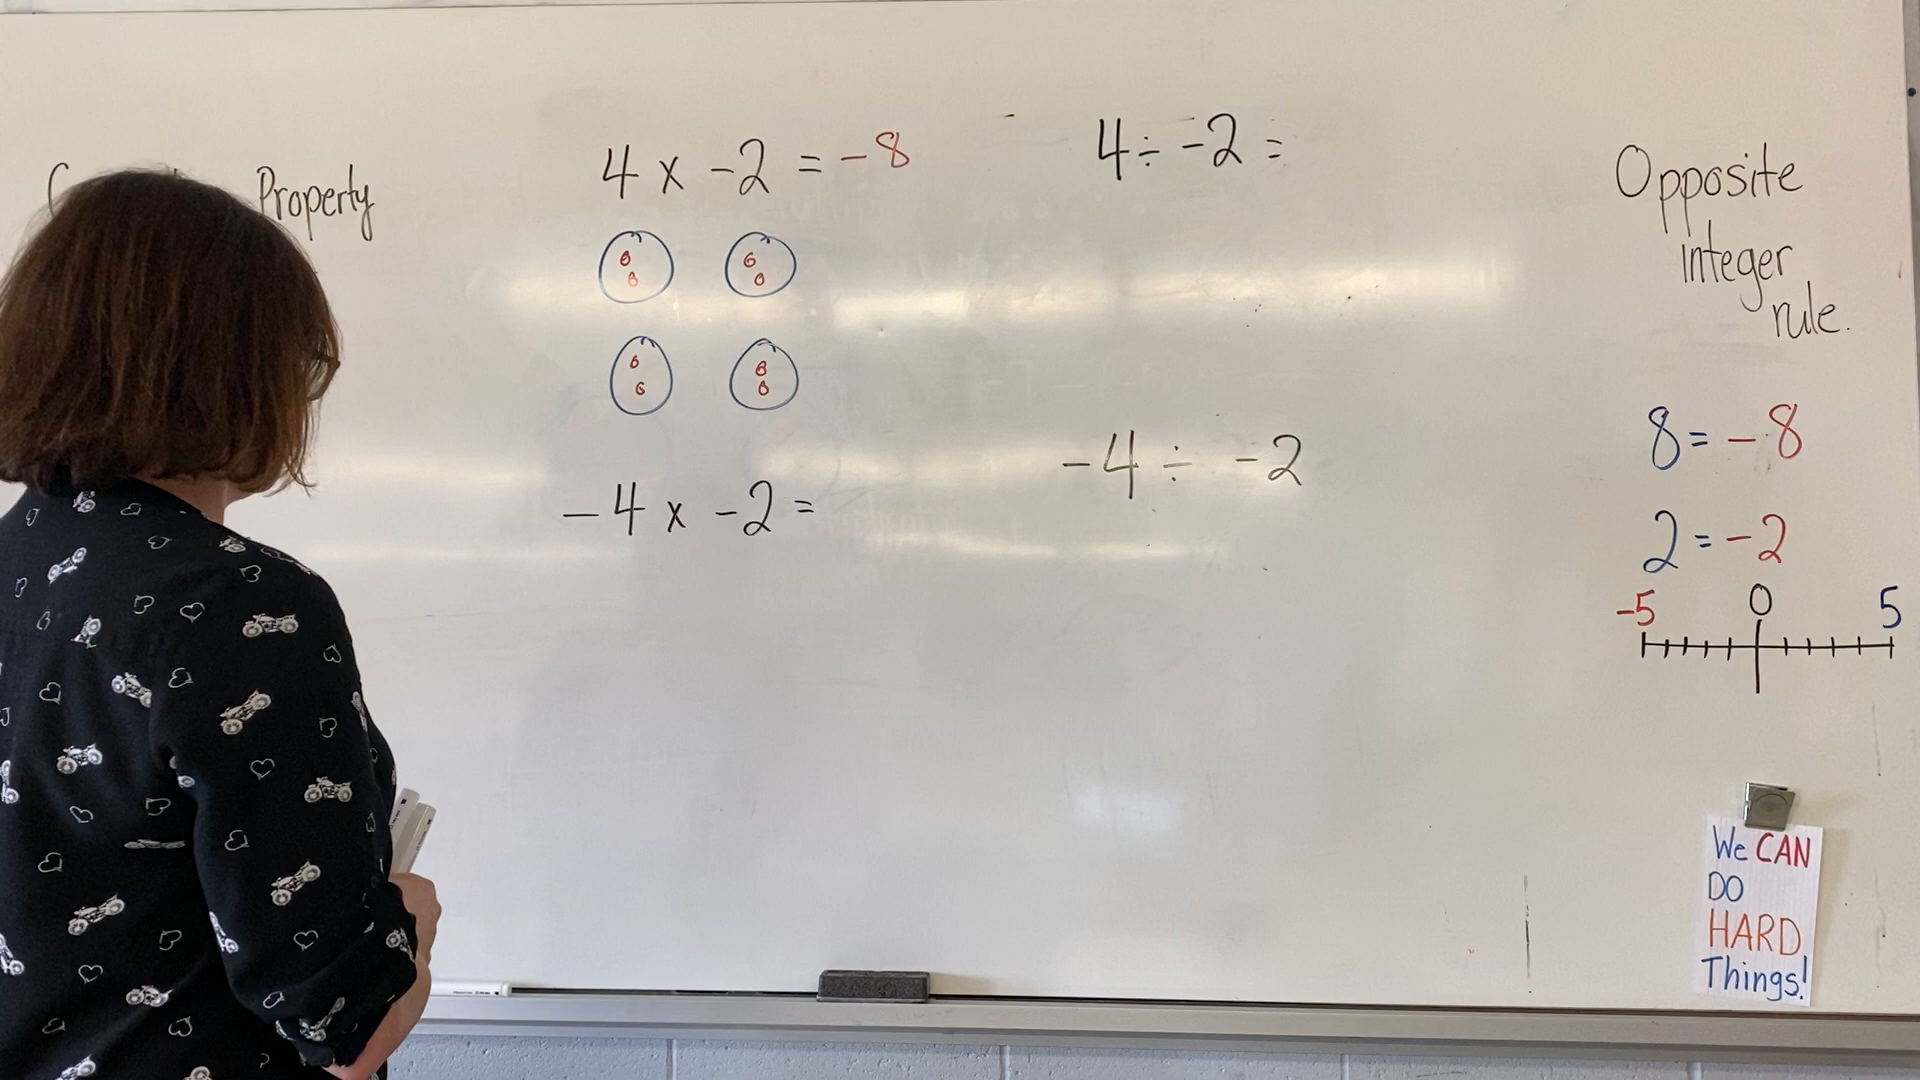 Property
4 x -2 = -8
-4 x -2 =
4 ÷ -2 =
-4 ÷ -2
Opposite
integer
rule.
8 = -8
2 = -2
-5 0 5
We CAN
DO
HARD
Things!